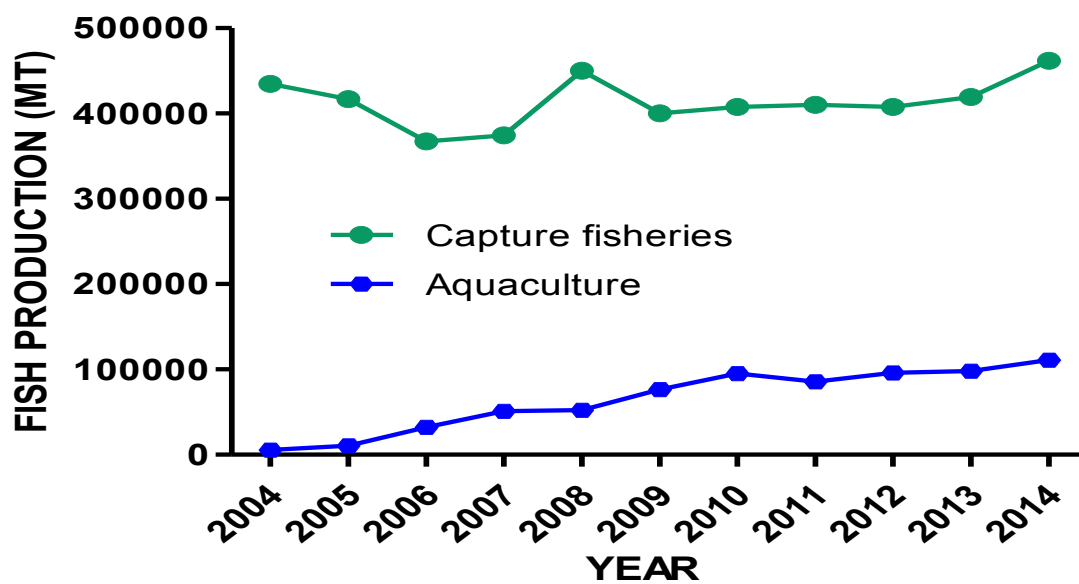 FISH PRODUCTION (MT)
500000
400000
300000
200000
100000
0
Capture fisheries
Aquaculture
2004 2005 2006 2007 2008 2009 2010 2011 2012 2013 2014
YEAR